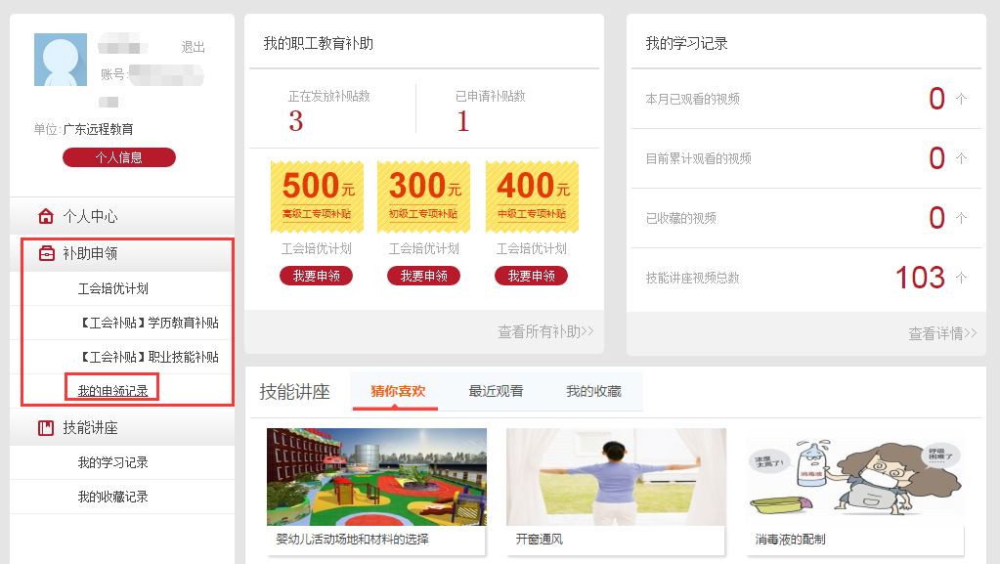 退出
账号:
单位:广东远程教育
个人信息
个人中心
补助申领
工会培优计划
【工会补贴】学历教育补贴
【工会补贴】职业技能补贴
我的申领记录
技能讲座
我的学习记录
我的收藏记录
我的职工教育补助
正在发放补贴数
3
已申请补贴数
1
500元
高级工专项补贴
工会培优计划
我要申领
300元
初级工专项补贴
工会培优计划
我要申领
400元
中级工专项补贴
工会培优计划
我要申领
查看所有补助>>
我的学习记录
本月已观看的视频 0 个
目前累计观看的视频 0 个
已收藏的视频 0 个
技能讲座视频总数 103 个
查看详情>>
技能讲座 猜你喜欢 最近观看 我的收藏
婴幼儿活动场地和材料的选择
开窗通风
浓度
太高了!
消毒液
呼吸
困难了
消毒液的配制